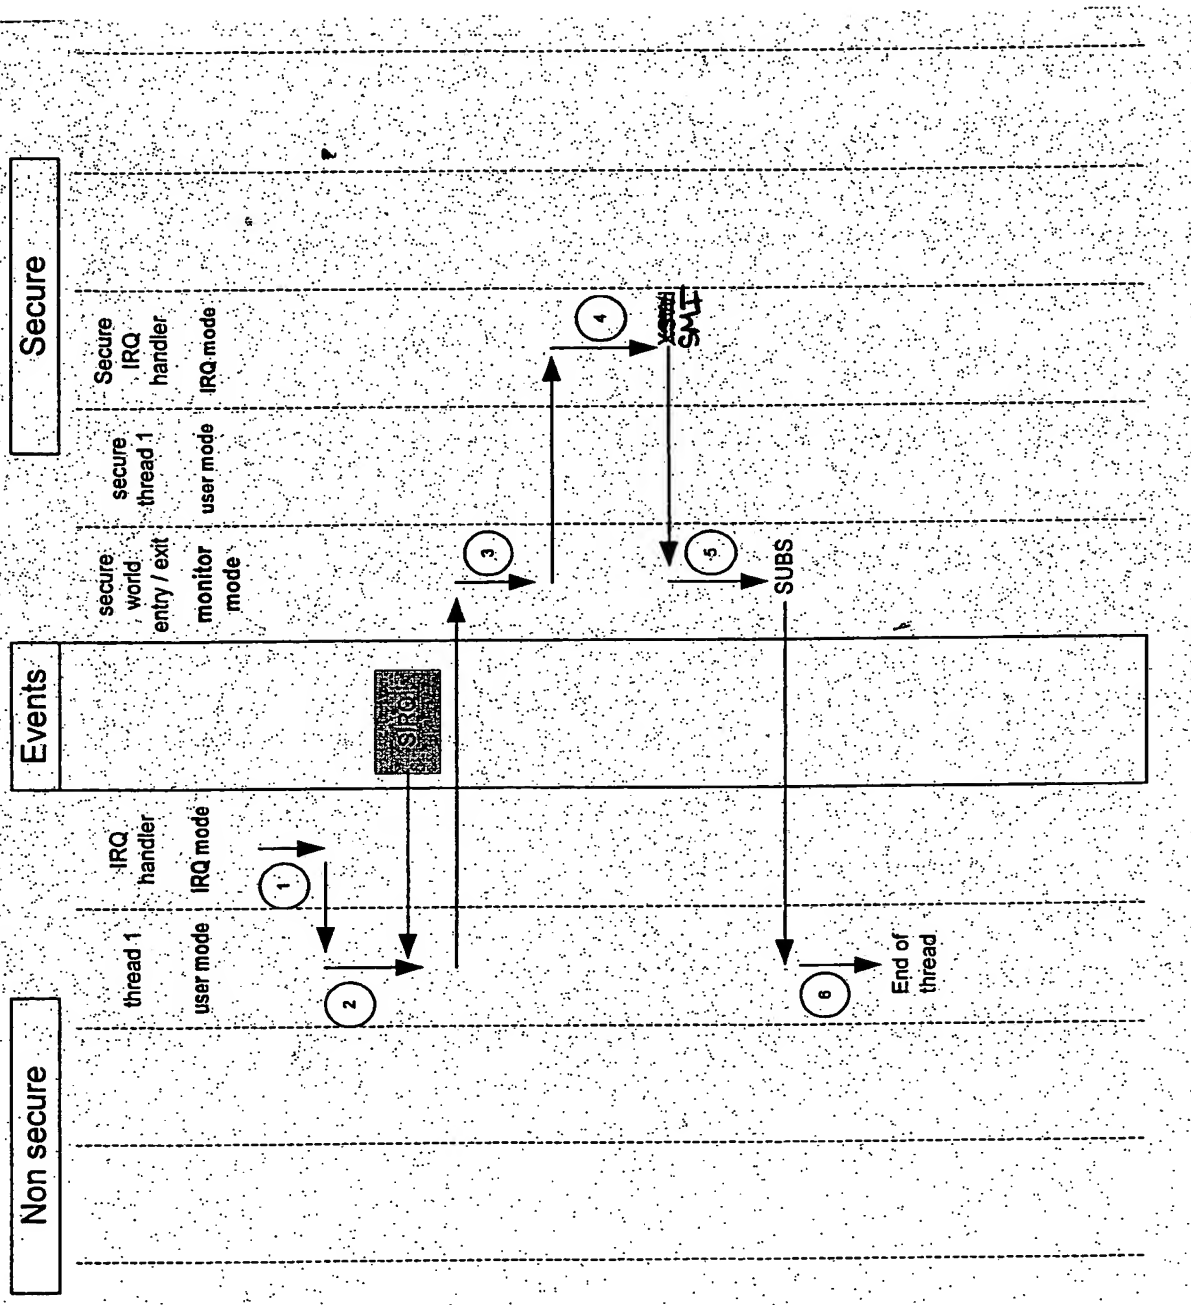 Non secure
Events
Secure
thread 1
user mode
IRQ
handler
IRQ mode
secure
world
entry / exit
monitor
mode
secure
thread 1
user mode
Secure
IRQ
handler
IRQ mode
1
2
SIRQ
3
4
SMI
5
SUBS
6
End of
thread